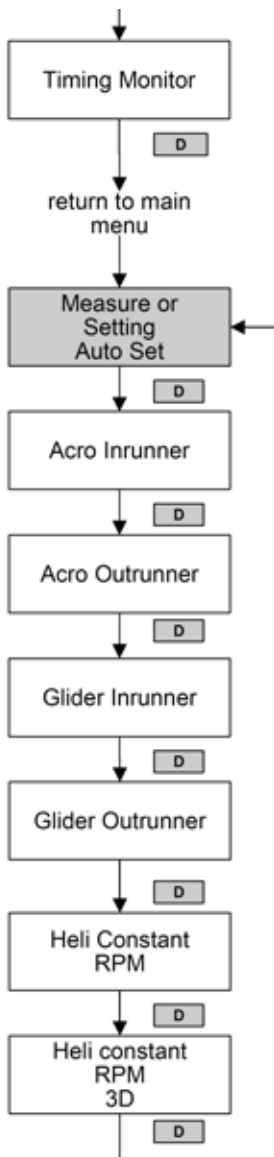 Timing Monitor
D
return to main
menu
Measure or
Setting
Auto Set
D
Acro Inrunner
D
Acro Outrunner
D
Glider Inrunner
D
Glider Outrunner
D
Heli Constant
RPM
D
Heli constant
RPM
3D
D